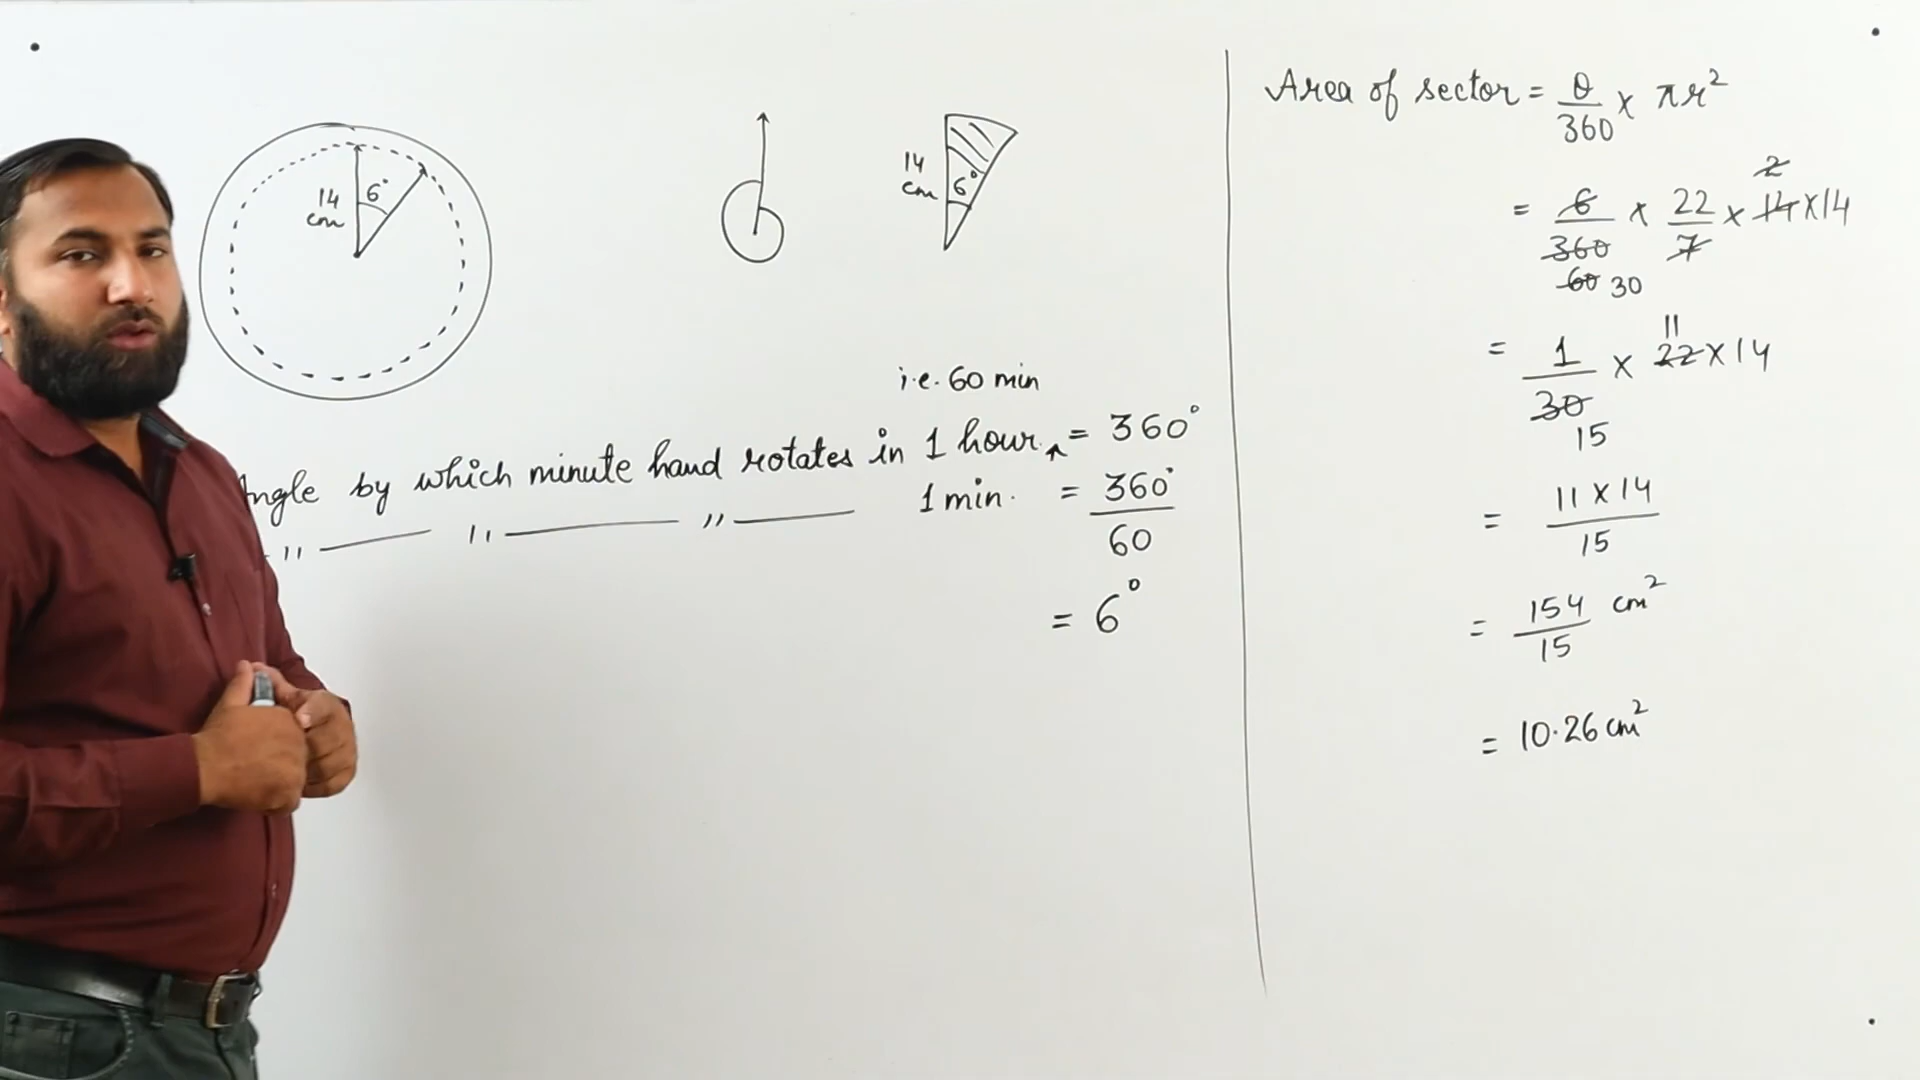 14
cm
6°
14
cm
6°
i.e. 60 min
Angle by which minute hand rotates in 1 hour = 360°
〃 〃 〃 1 min. = 360°
60
= 6°
Area of sector = θ/360 × πr²
2
= 6/360 × 22/7 × 14 × 14
60 30
11
= 1/30 × 22 × 14
15
= 11 × 14
15
= 154/15 cm²
= 10.26 cm²